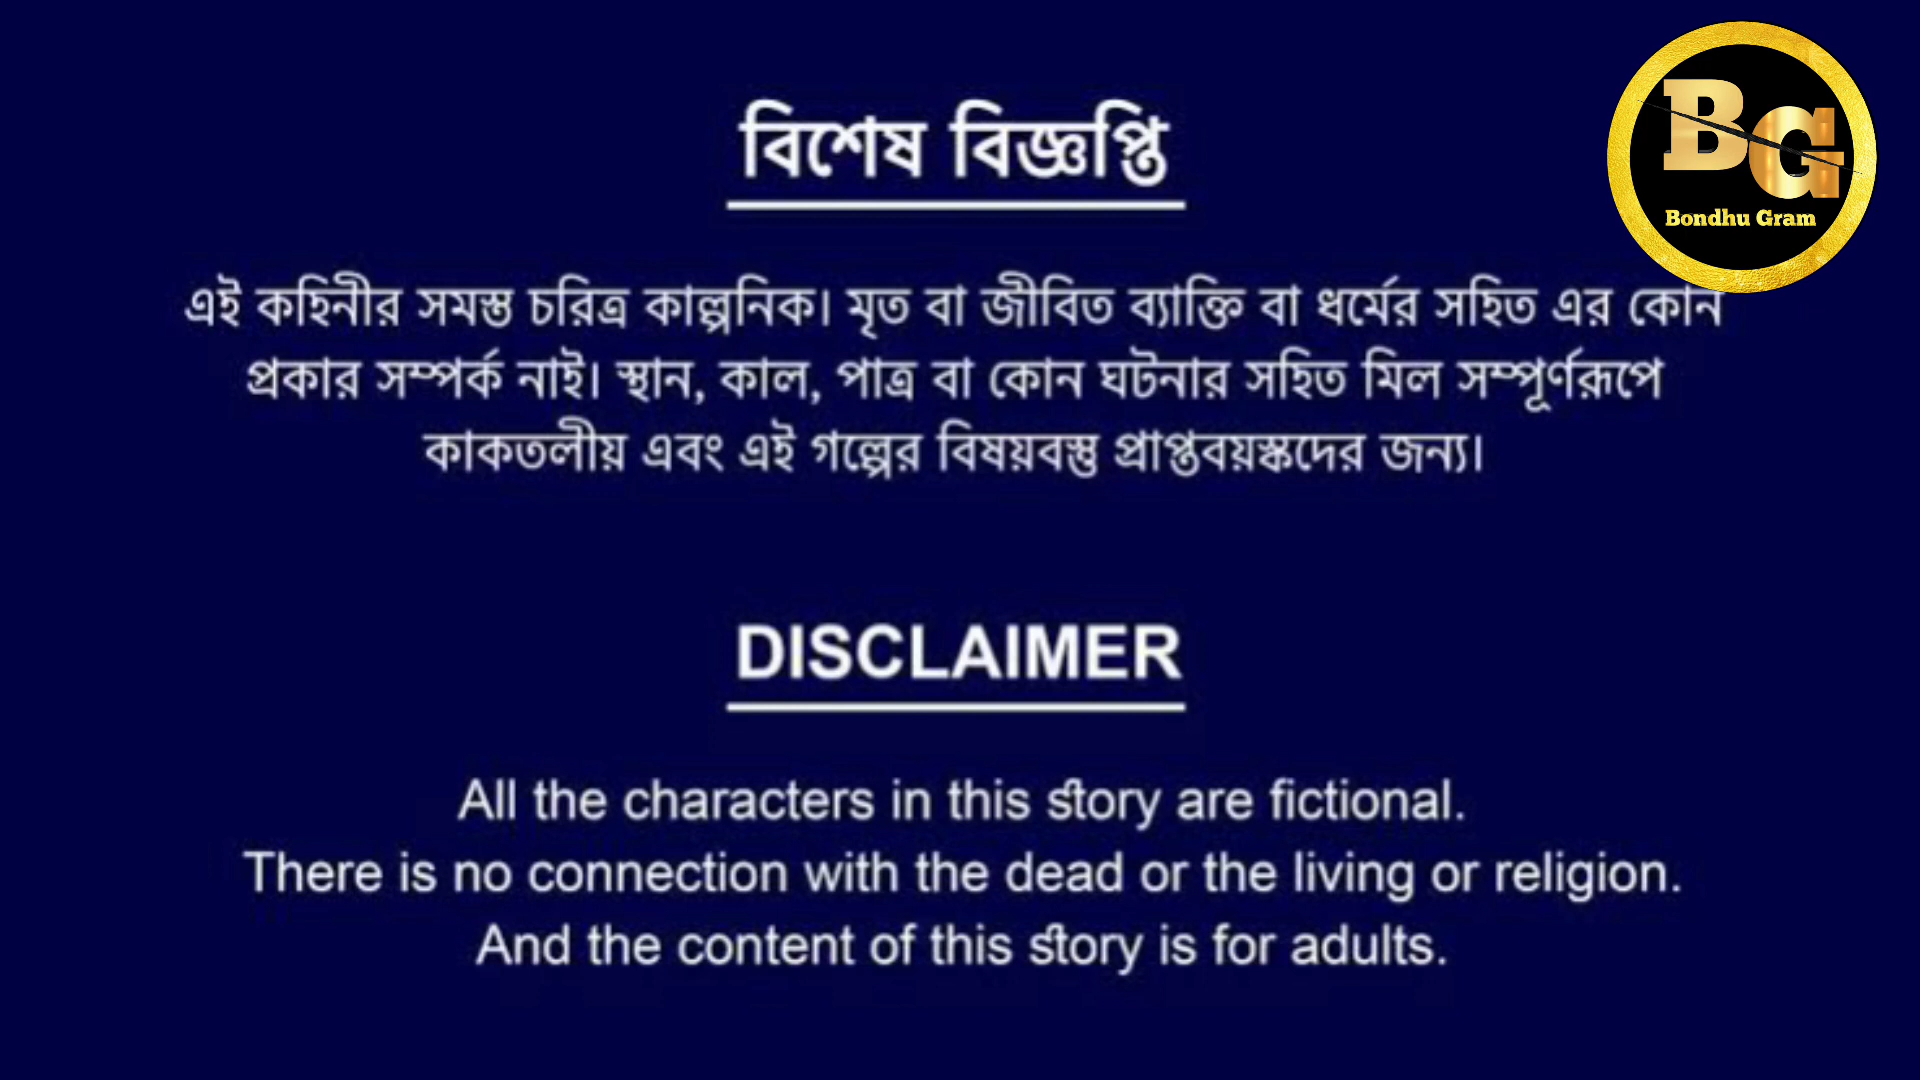 বিশেষ বিজ্ঞপ্তি
BG
Bondhu Gram
এই কহিনীর সমস্ত চরিত্র কাল্পনিক। মৃত বা জীবিত ব্যাক্তি বা ধর্মের সহিত এর কোন
প্রকার সম্পর্ক নাই। স্থান, কাল, পাত্র বা কোন ঘটনার সহিত মিল সম্পূর্ণরূপে
কাকতলীয় এবং এই গল্পের বিষয়বস্তু প্রাপ্তবয়স্কদের জন্য।
DISCLAIMER
All the characters in this story are fictional.
There is no connection with the dead or the living or religion.
And the content of this story is for adults.